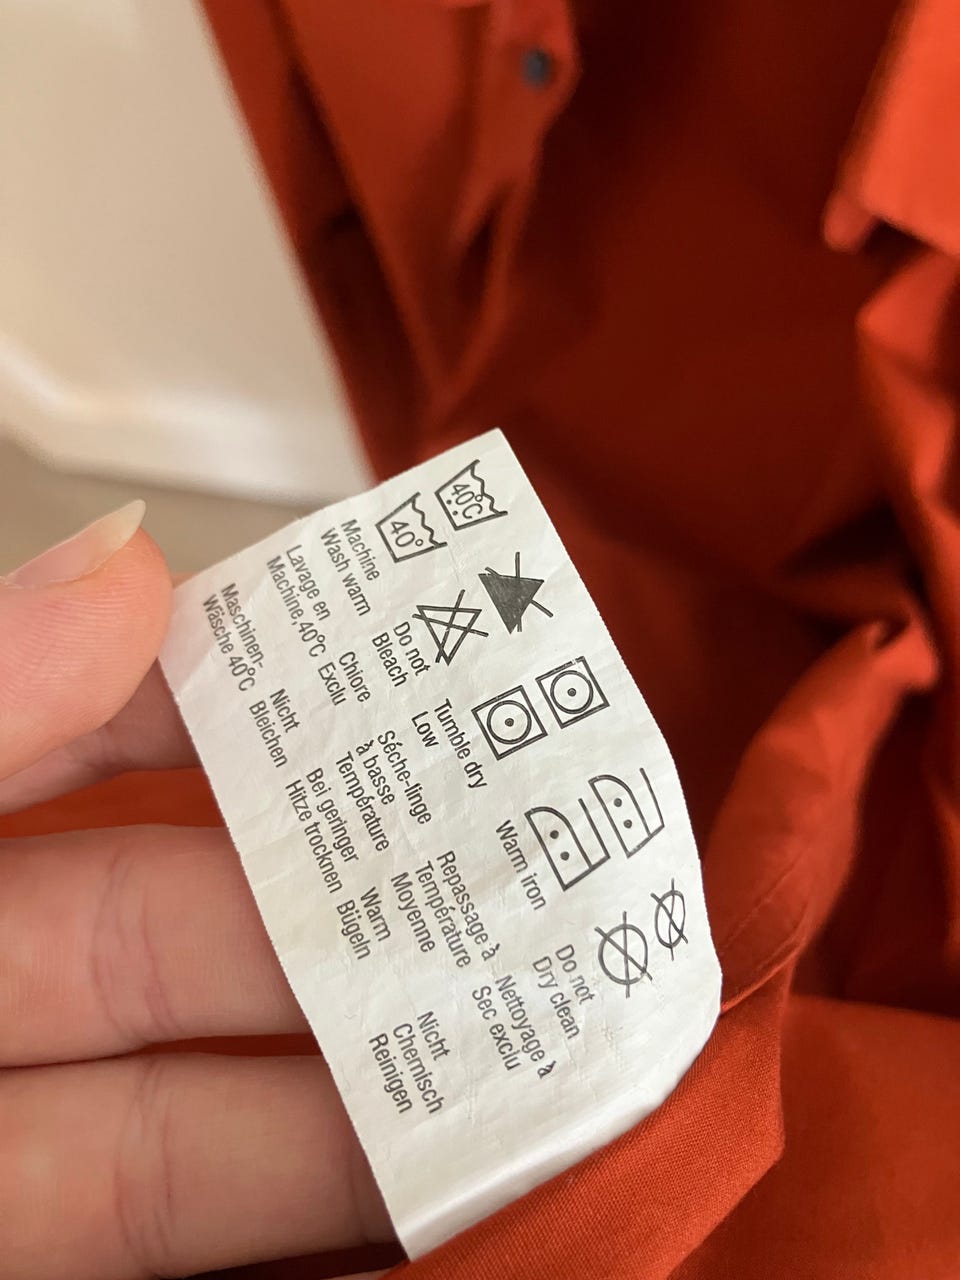 40°C
40°
Machine
Wash warm
Lavage en
Machine,40°C
Maschinen-
Wäsche 40°C
Do not
Bleach
Chlore
Exclu
Nicht
Bleichen
Tumble dry
Low
Séche-linge
à basse
Température
Bei geringer
Hitze trocknen
Warm iron
Repassage à
Température
Moyenne
Warm
Bügeln
Do not
Dry clean
Nettoyage à
Sec exclu
Nicht
Chemisch
Reinigen